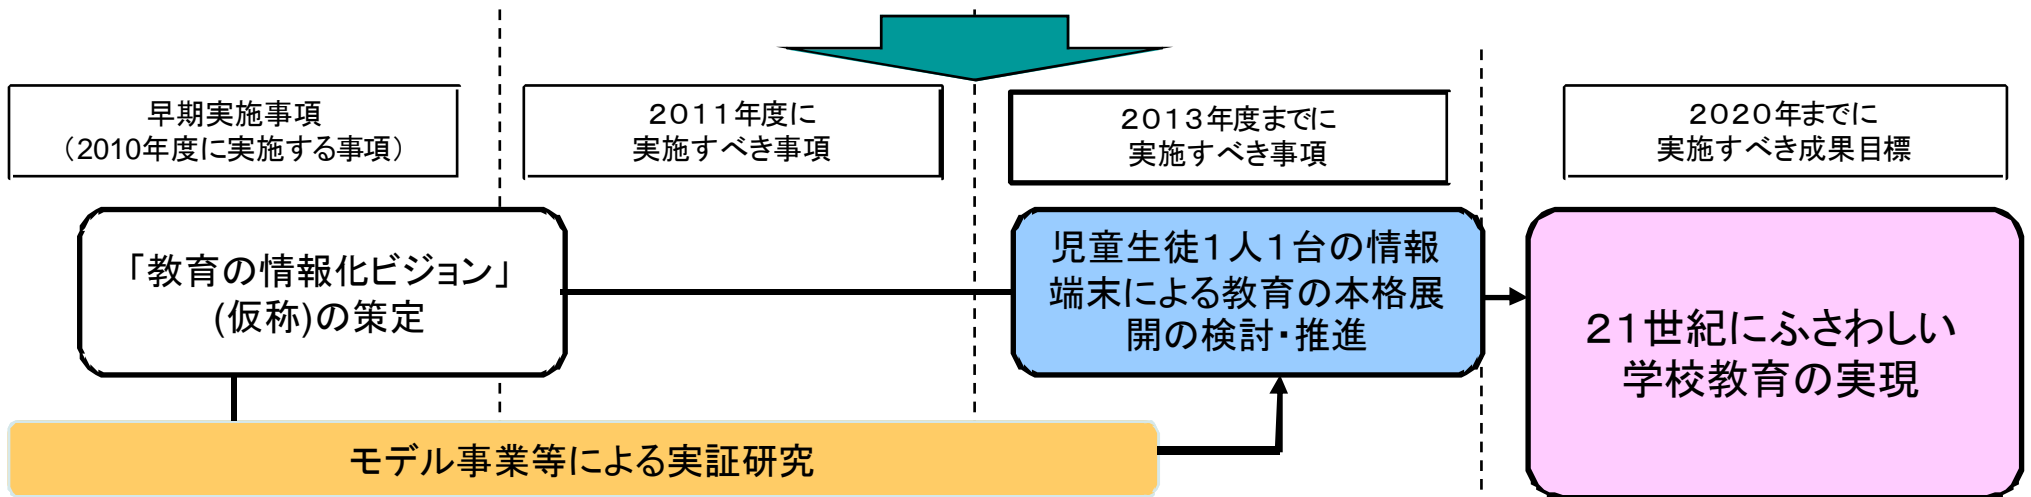 早期実施事項
（2010年度に実施する事項）
２０１１年度に
実施すべき事項
２０１３年度までに
実施すべき事項
２０２０年までに
実施すべき成果目標
「教育の情報化ビジョン」
(仮称)の策定
児童生徒１人１台の情報
端末による教育の本格展
開の検討・推進
２１世紀にふさわしい
学校教育の実現
モデル事業等による実証研究